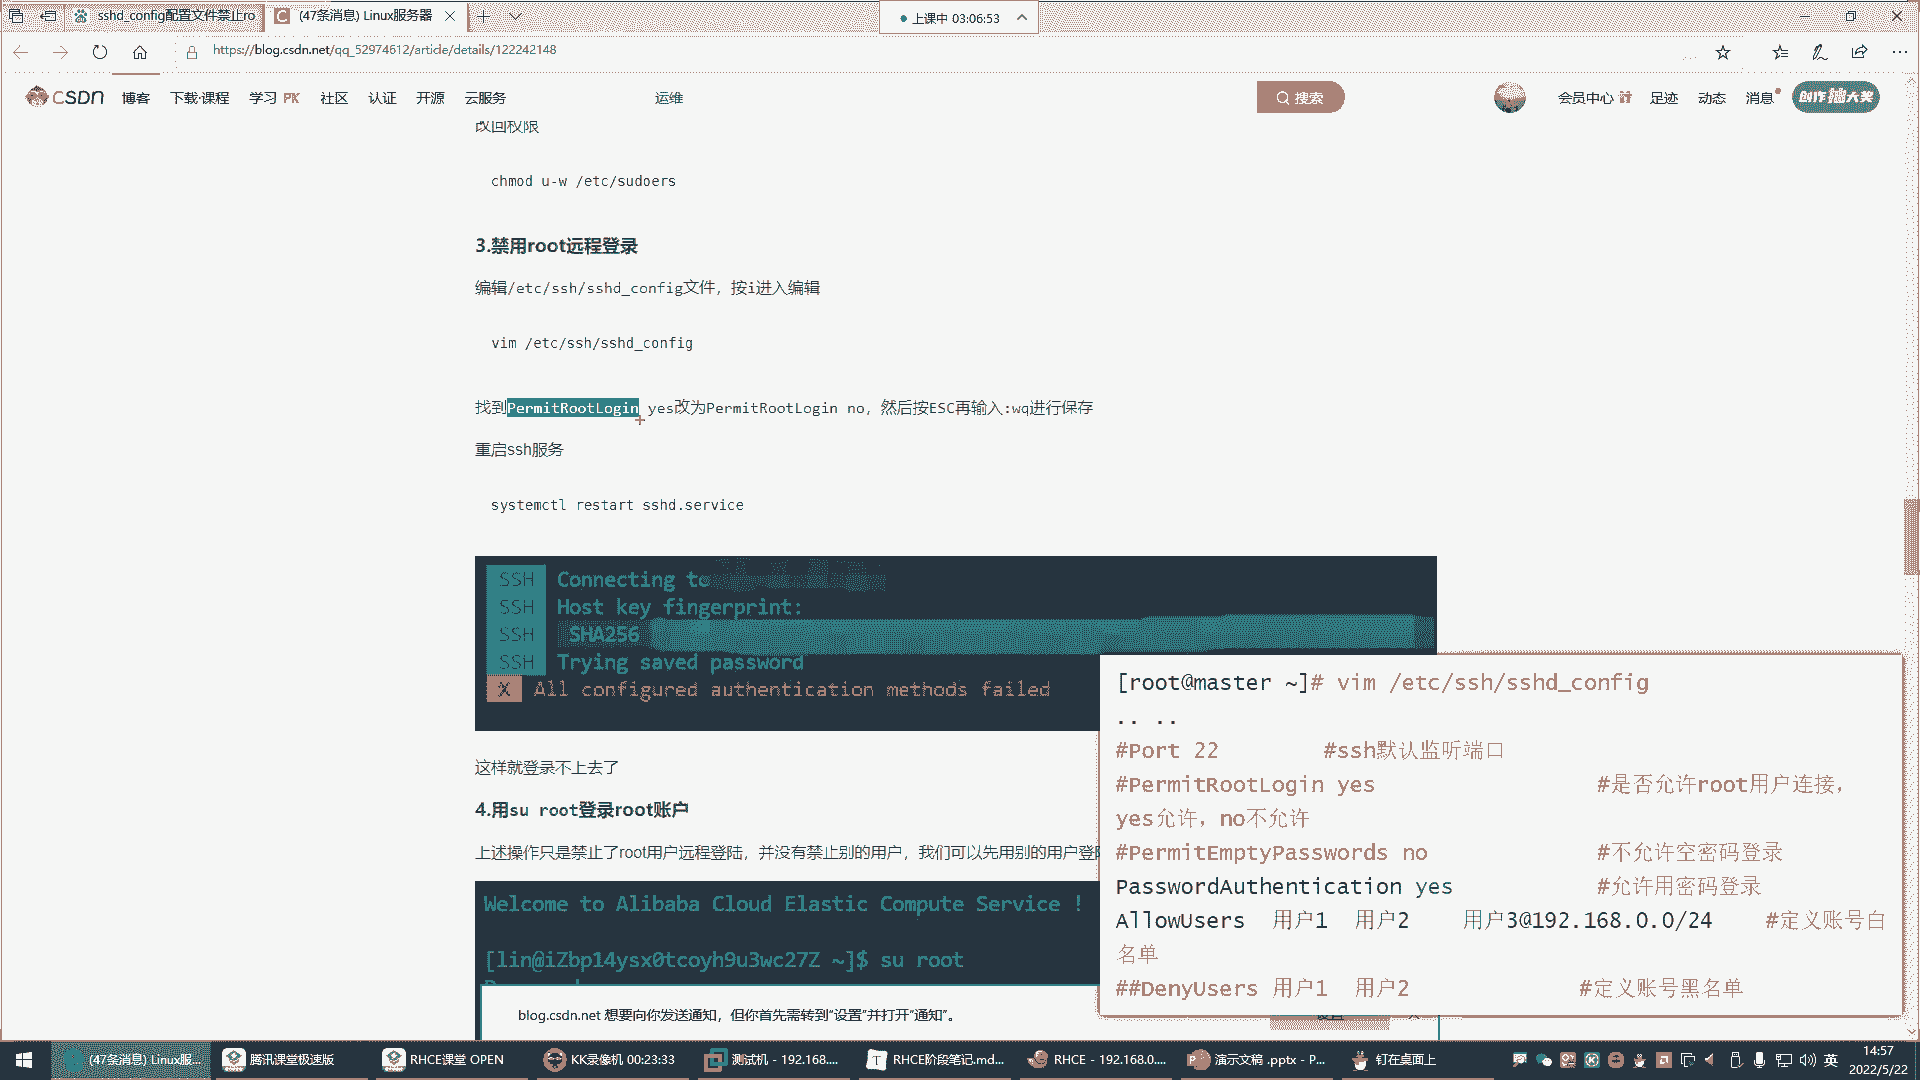 sshd_config配置文件禁止ro
(47条消息) Linux服务器
上课中 03:06:53
https://blog.csdn.net/qq_52974612/article/details/122242148
CSDN 博客 下载·课程 学习 PK 社区 认证 开源 云服务 运维 搜索 会员中心 足迹 动态 消息 创作抽大奖
改回权限
chmod u-w /etc/sudoers
3.禁用root远程登录
编辑/etc/ssh/sshd_config文件，按i进入编辑
vim /etc/ssh/sshd_config
找到PermitRootLogin yes改为PermitRootLogin no，然后按ESC再输入:wq进行保存
重启ssh服务
systemctl restart sshd.service
SSH Connecting to
SSH Host key fingerprint:
SSH SHA256
SSH Trying saved password
X All configured authentication methods failed
这样就登录不上去了
4.用su root登录root账户
上述操作只是禁止了root用户远程登陆，并没有禁止别的用户，我们可以先用别的用户登
Welcome to Alibaba Cloud Elastic Compute Service !
[lin@iZbp14ysx0tcoyh9u3wc27Z ~]$ su root
blog.csdn.net 想要向你发送通知，但你首先需转到“设置”并打开“通知”。
[root@master ~]# vim /etc/ssh/sshd_config
.. ..
#Port 22 #ssh默认监听端口
#PermitRootLogin yes #是否允许root用户连接，
yes允许，no不允许
#PermitEmptyPasswords no #不允许空密码登录
PasswordAuthentication yes #允许用密码登录
AllowUsers 用户1 用户2 用户3@192.168.0.0/24 #定义账号白
名单
##DenyUsers 用户1 用户2 #定义账号黑名单
(47条消息) Linux服... 腾讯课堂极速版 RHCE课堂 OPEN KK录像机 00:23:33 测试机 - 192.168.... RHCE阶段笔记.md... RHCE - 192.168.0.... 演示文稿 .pptx - P... 钉在桌面上 英 14:57
2022/5/22